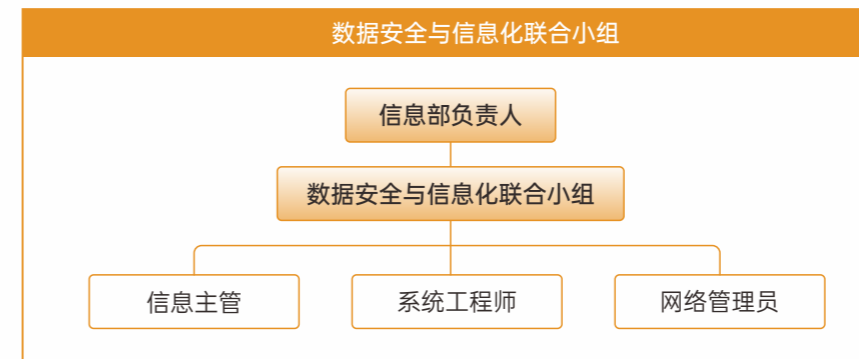 数据安全与信息化联合小组
信息部负责人
数据安全与信息化联合小组
信息主管
系统工程师
网络管理员